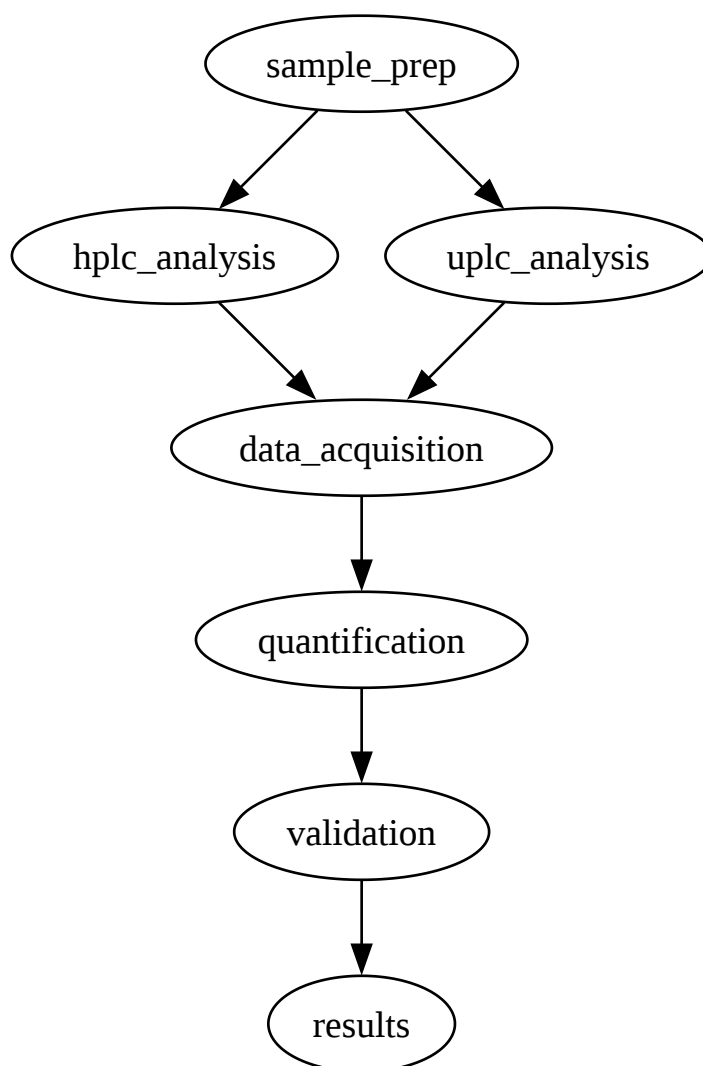 sample_prep
hplc_analysis
uplc_analysis
data_acquisition
quantification
validation
results